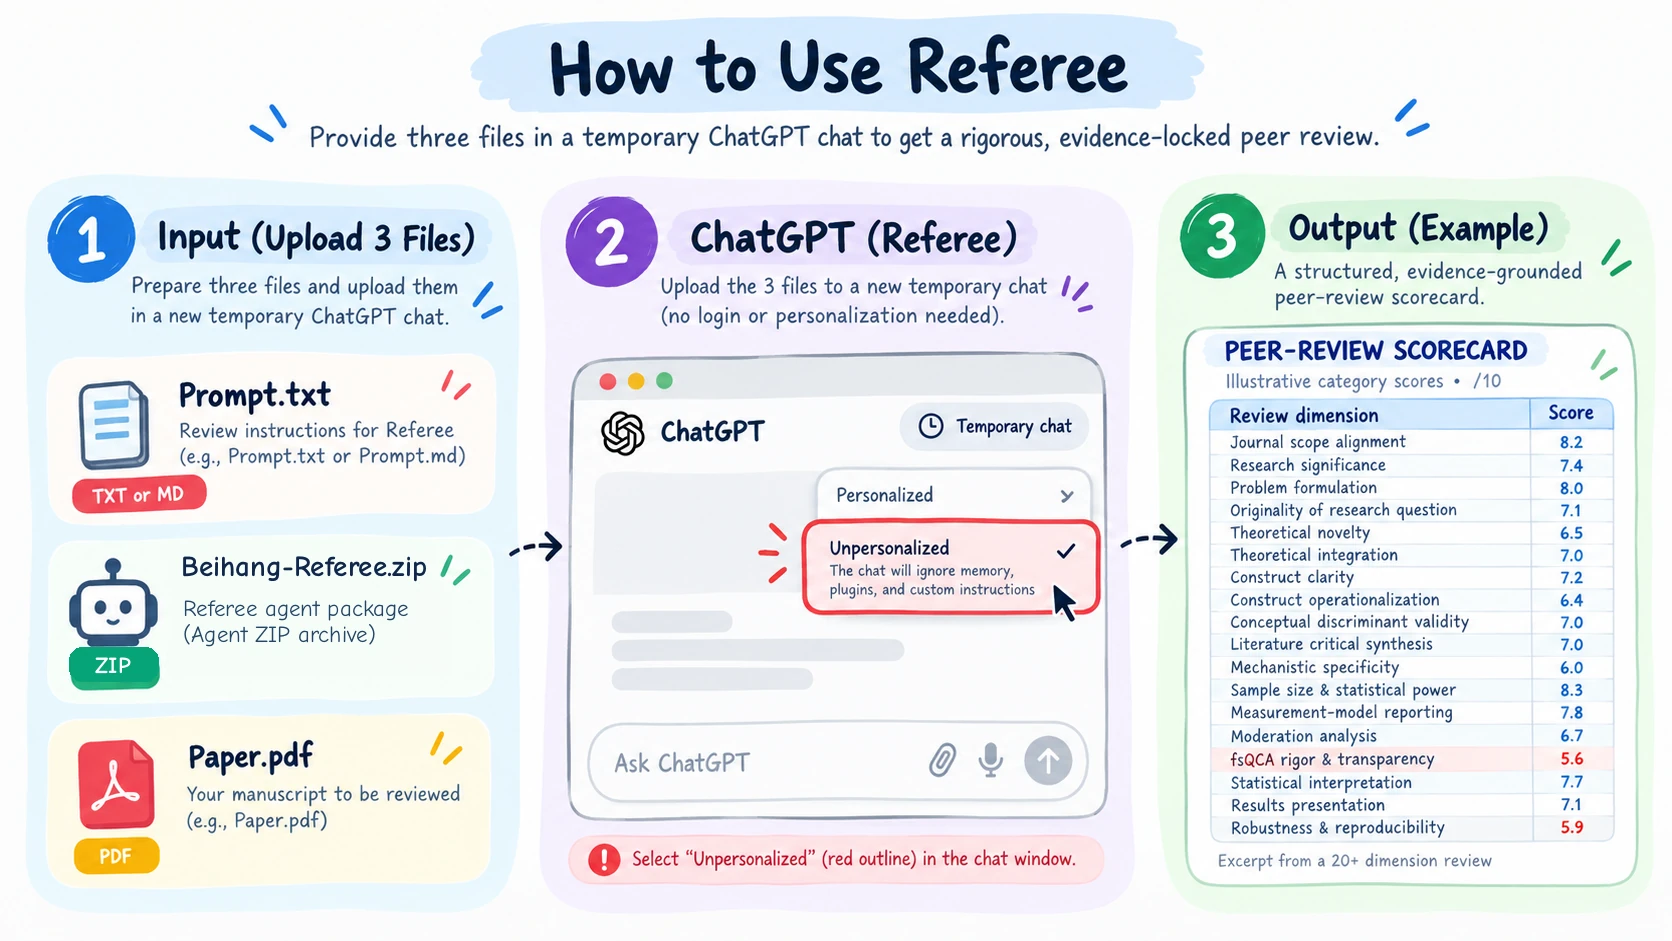 How to Use Referee
Provide three files in a temporary ChatGPT chat to get a rigorous, evidence-locked peer review.
1
Input (Upload 3 Files)
Prepare three files and upload them
in a new temporary ChatGPT chat.
Prompt.txt
Review instructions for Referee
(e.g., Prompt.txt or Prompt.md)
TXT or MD
Beihang-Referee.zip
Referee agent package
(Agent ZIP archive)
ZIP
Paper.pdf
Your manuscript to be reviewed
(e.g., Paper.pdf)
PDF
2
ChatGPT (Referee)
Upload the 3 files to a new temporary chat
(no login or personalization needed).
ChatGPT
Temporary chat
Personalized
Unpersonalized
The chat will ignore memory,
plugins, and custom instructions
Ask ChatGPT
! Select “Unpersonalized” (red outline) in the chat window.
3
Output (Example)
A structured, evidence-grounded
peer-review scorecard.
PEER-REVIEW SCORECARD
Illustrative category scores • /10
Review dimension Score
Journal scope alignment 8.2
Research significance 7.4
Problem formulation 8.0
Originality of research question 7.1
Theoretical novelty 6.5
Theoretical integration 7.0
Construct clarity 7.2
Construct operationalization 6.4
Conceptual discriminant validity 7.0
Literature critical synthesis 7.0
Mechanistic specificity 6.0
Sample size & statistical power 8.3
Measurement-model reporting 7.8
Moderation analysis 6.7
fsQCA rigor & transparency 5.6
Statistical interpretation 7.7
Results presentation 7.1
Robustness & reproducibility 5.9
Excerpt from a 20+ dimension review